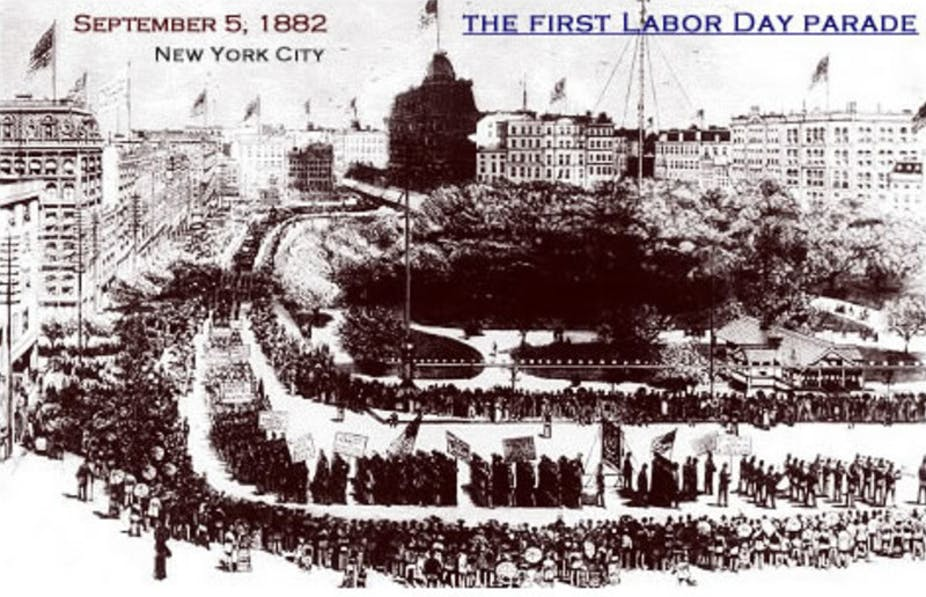 SEPTEMBER 5, 1882
THE FIRST LABOR DAY PARADE
NEW YORK CITY